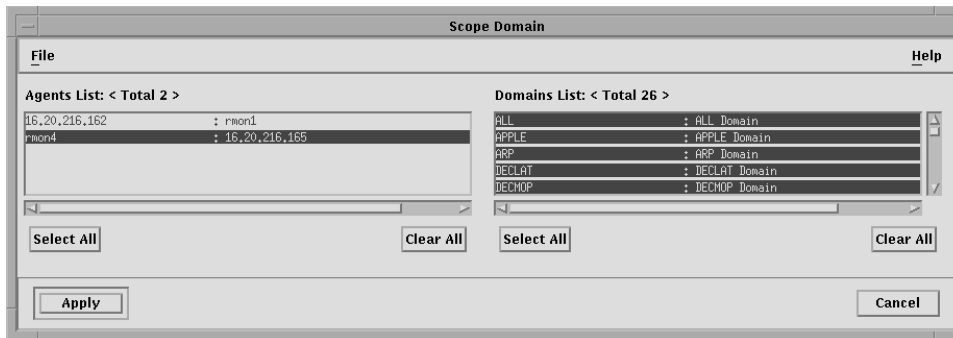 Scope Domain
File Help
Agents List: < Total 2 > Domains List: < Total 26 >
16.20.216.162 : rmon1
rmon4 : 16.20.216.165
ALL : ALL Domain
APPLE : APPLE Domain
ARP : ARP Domain
DECLAT : DECLAT Domain
DECMOP : DECMOP Domain
Select All Clear All Select All Clear All
Apply Cancel